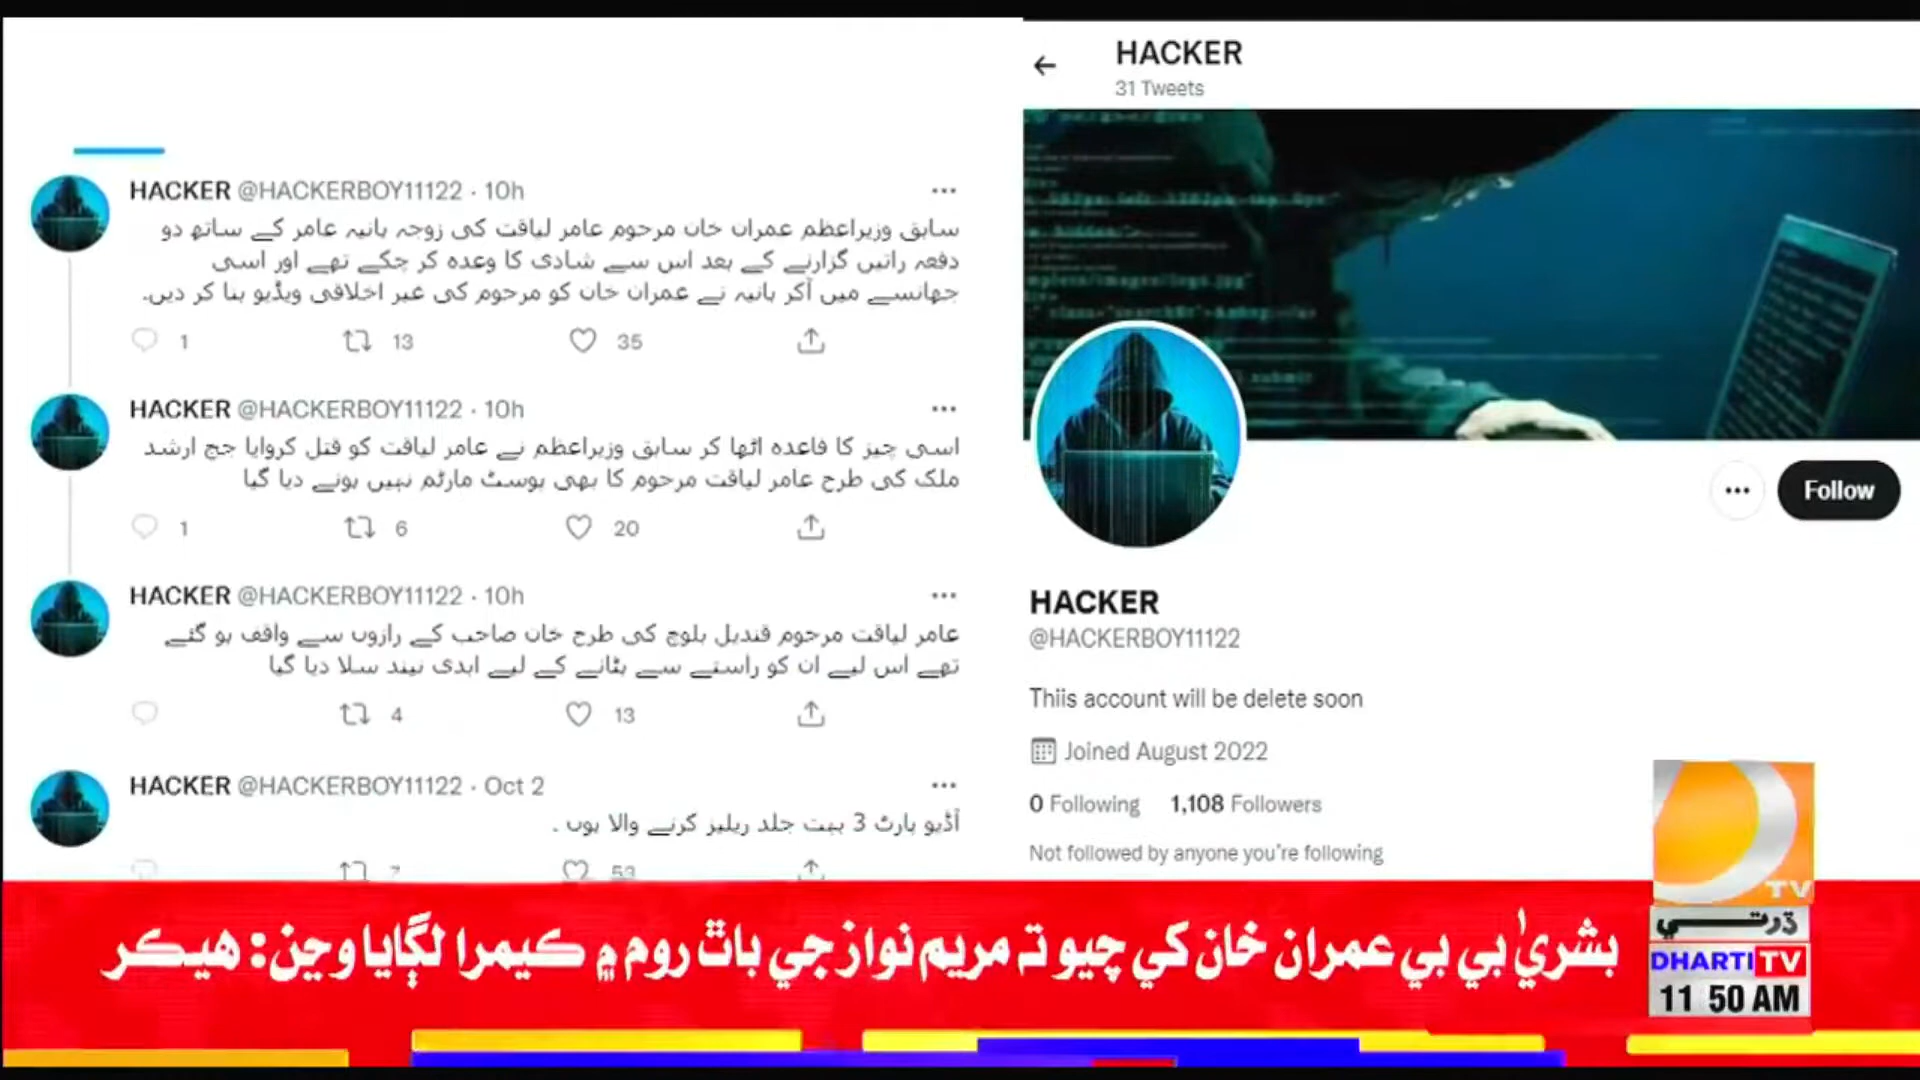 HACKER @HACKERBOY11122 · 10h
سابق وزیراعظم عمران خان مرحوم عامر لیاقت کی زوجہ ہانیہ عامر کے ساتھ دو
دفعہ راتیں گزارنے کے بعد اس سے شادی کا وعدہ کر چکے تھے اور اسی
جھانسے میں آکر ہانیہ نے عمران خان کو مرحوم کی غیر اخلاقی ویڈیو بنا کر دیں۔
1 13 35
HACKER @HACKERBOY11122 · 10h
اسی چیز کا فاعدہ اٹھا کر سابق وزیراعظم نے عامر لیاقت کو قتل کروایا جج ارشد
ملک کی طرح عامر لیاقت مرحوم کا بھی پوسٹ مارٹم نہیں ہونے دیا گیا
1 6 20
HACKER @HACKERBOY11122 · 10h
عامر لیاقت مرحوم قندیل بلوچ کی طرح خان صاحب کے رازوں سے واقف ہو گئے
تھے اس لیے ان کو راستے سے ہٹانے کے لیے ابدی نیند سلا دیا گیا
4 13
HACKER @HACKERBOY11122 · Oct 2
آڈیو پارٹ 3 بہت جلد ریلیز کرنے والا ہوں ۔
7 53
HACKER
31 Tweets
Follow
HACKER
@HACKERBOY11122
Thiis account will be delete soon
Joined August 2022
0 Following 1,108 Followers
Not followed by anyone you're following
بشريٰ بي بي عمران خان کي چيو ته مريم نواز جي باٿ روم ۾ ڪيمرا لڳايا وڃن: هيڪر
TV
ڌرتي
DHARTI TV
11 50 AM